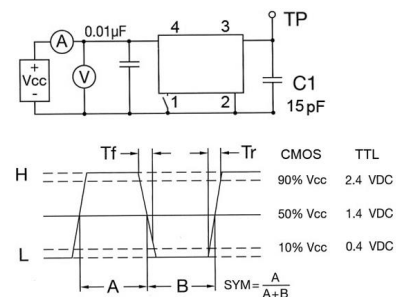 TP
A
0.01µF
4 3
+
Vcc
-
V
1 2
C1
15pF
Tf Tr CMOS TTL
H
90% Vcc 2.4 VDC
50% Vcc 1.4 VDC
L
10% Vcc 0.4 VDC
A B
SYM= A
A+B